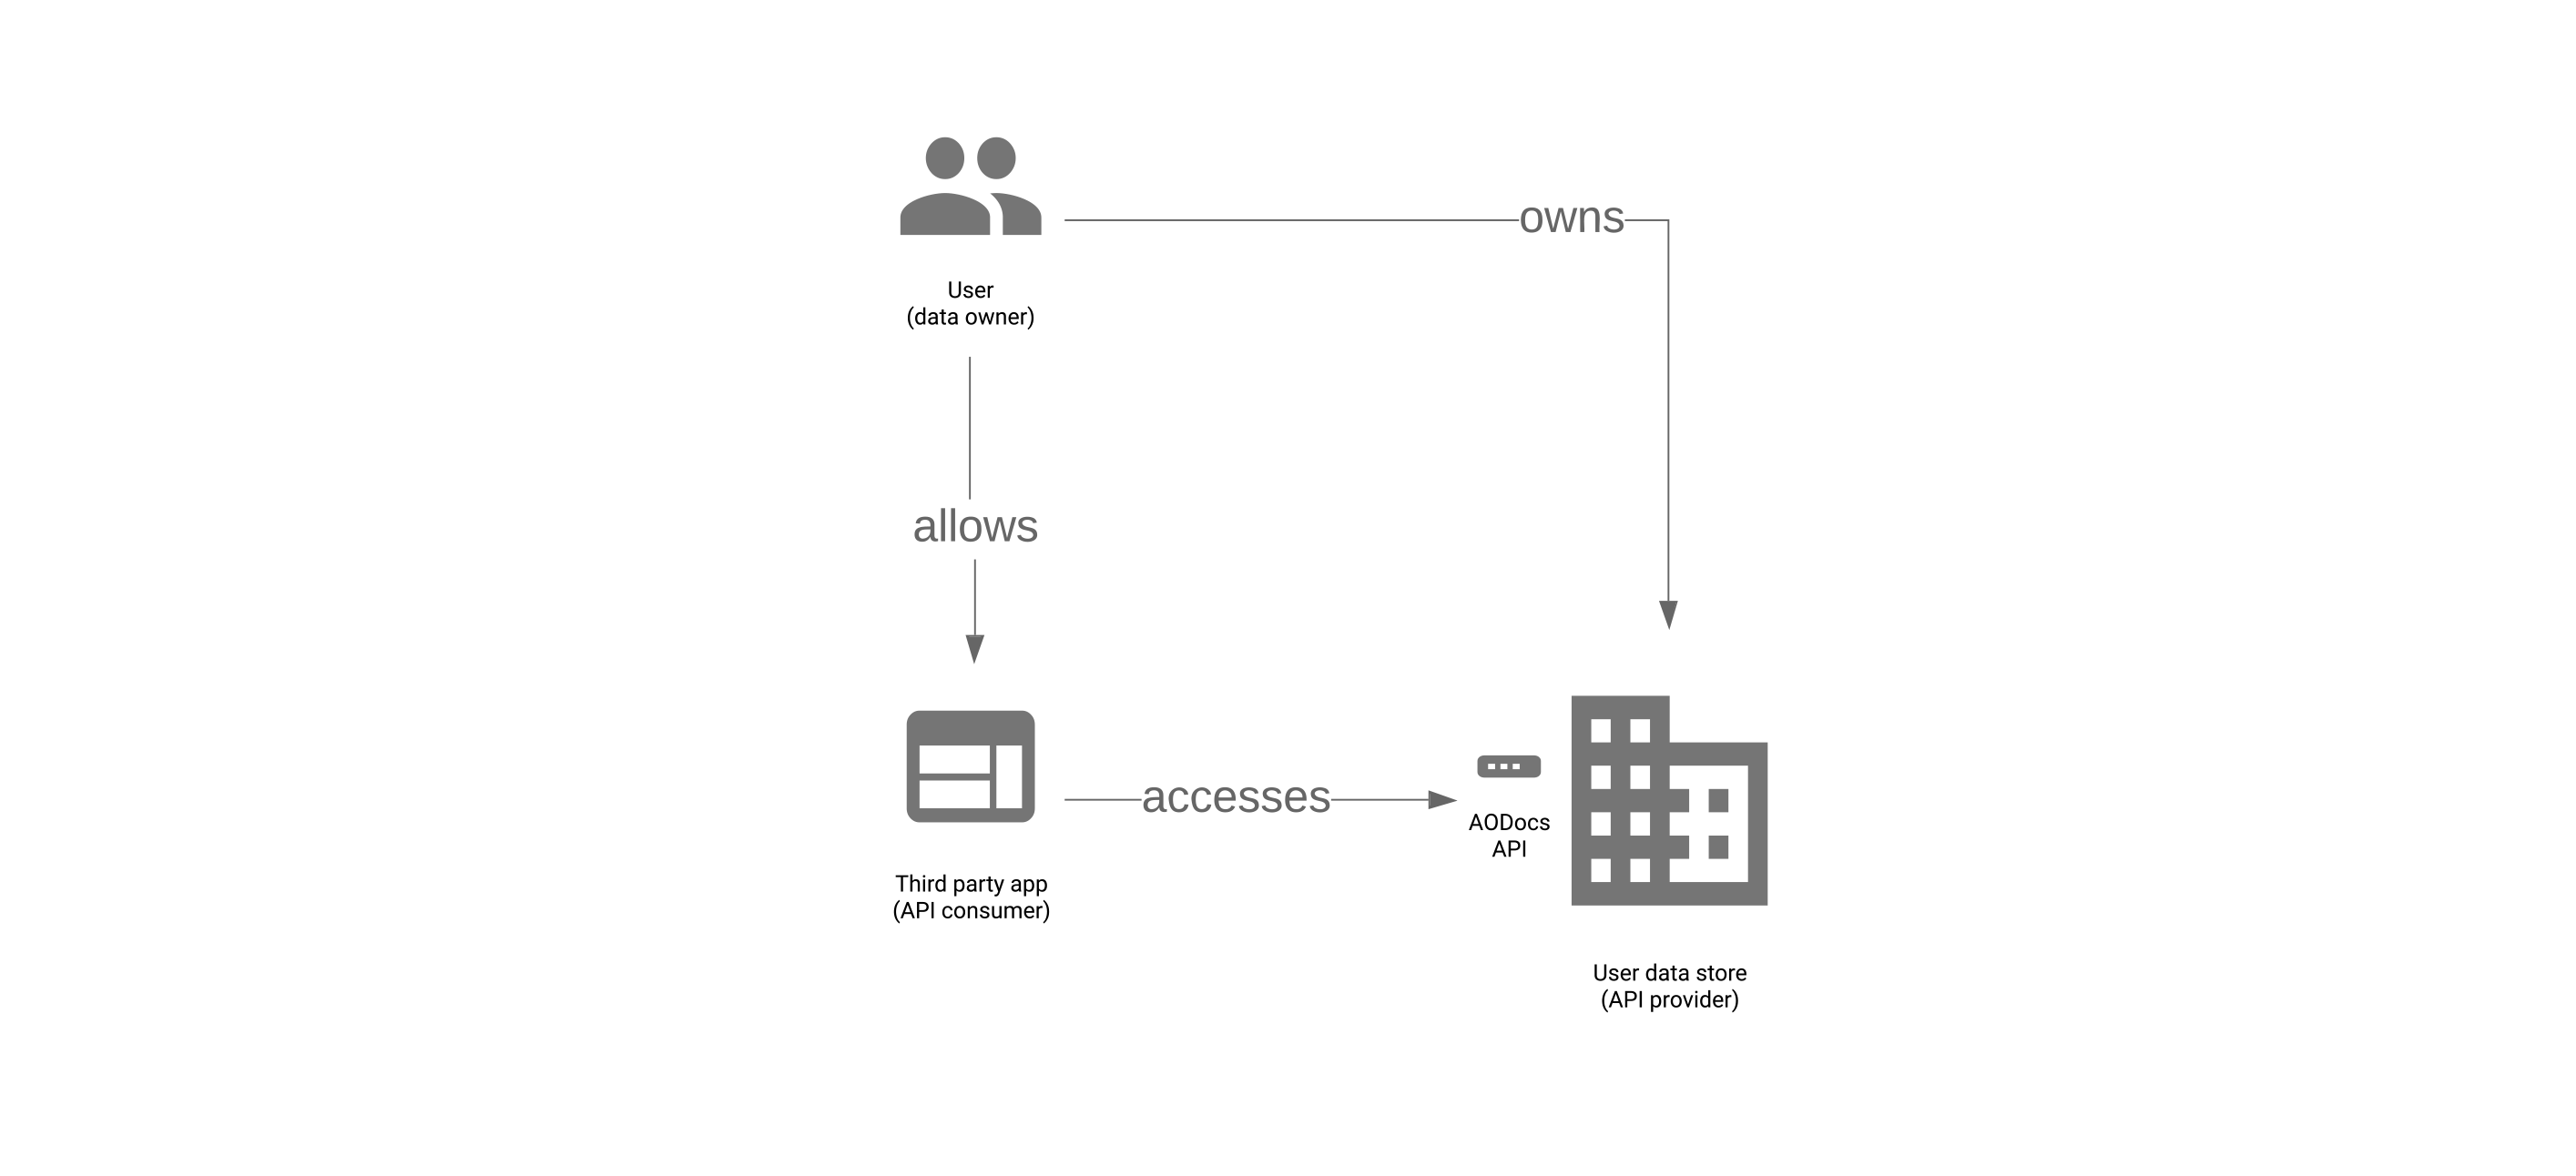 owns
User
(data owner)
allows
accesses
AODocs
API
Third party app
(API consumer)
User data store
(API provider)